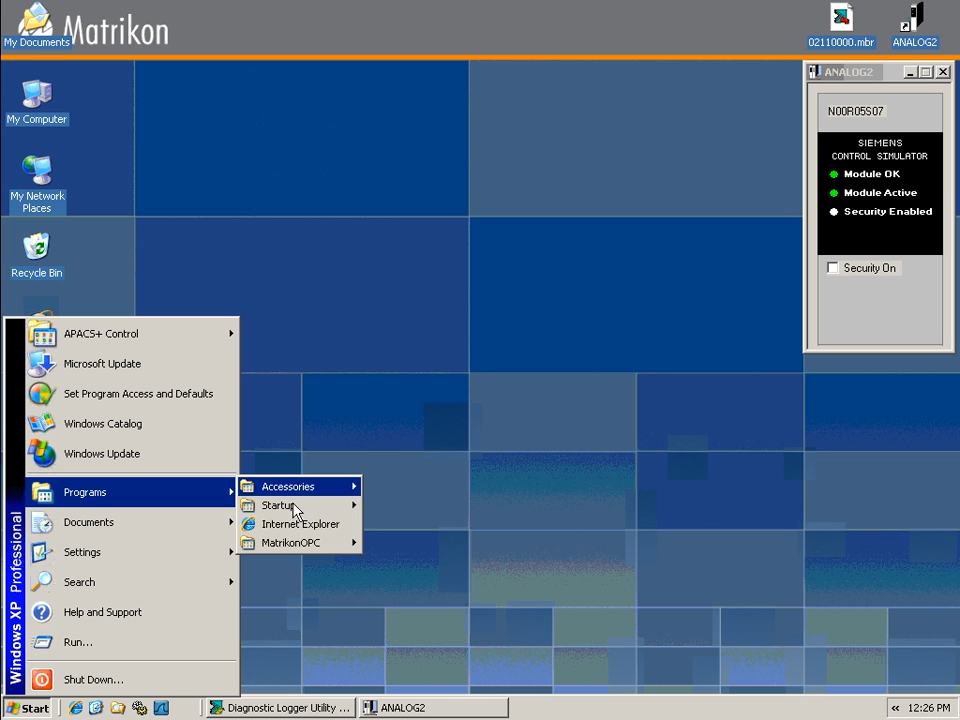 Matrikon
My Documents
02110000.mbr
ANALOG2
My Computer
My Network
Places
Recycle Bin
ANALOG2
N00R05S07
SIEMENS
CONTROL SIMULATOR
Module OK
Module Active
Security Enabled
Security On
APACS+ Control
Microsoft Update
Set Program Access and Defaults
Windows Catalog
Windows Update
Programs
Documents
Settings
Search
Help and Support
Run...
Shut Down...
Windows XP Professional
Accessories
Startup
Internet Explorer
MatrikonOPC
Start
Diagnostic Logger Utility ...
ANALOG2
12:26 PM